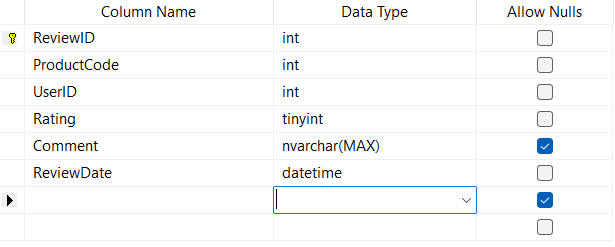 Column Name Data Type Allow Nulls
ReviewID int
ProductCode int
UserID int
Rating tinyint
Comment nvarchar(MAX)
ReviewDate datetime